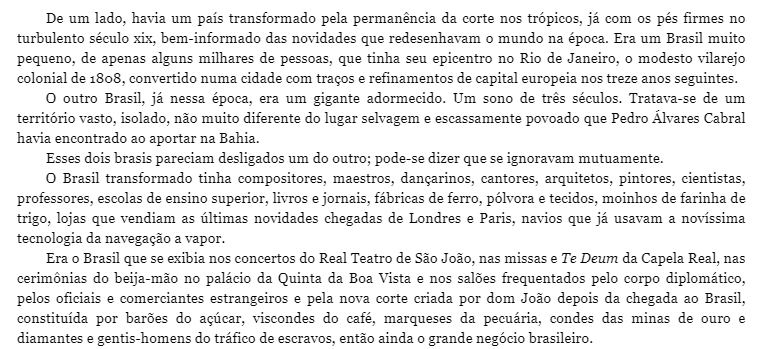 De um lado, havia um país transformado pela permanência da corte nos trópicos, já com os pés firmes no
turbulento século xix, bem-informado das novidades que redesenhavam o mundo na época. Era um Brasil muito
pequeno, de apenas alguns milhares de pessoas, que tinha seu epicentro no Rio de Janeiro, o modesto vilarejo
colonial de 1808, convertido numa cidade com traços e refinamentos de capital europeia nos treze anos seguintes.
O outro Brasil, já nessa época, era um gigante adormecido. Um sono de três séculos. Tratava-se de um
território vasto, isolado, não muito diferente do lugar selvagem e escassamente povoado que Pedro Álvares Cabral
havia encontrado ao aportar na Bahia.
Esses dois brasis pareciam desligados um do outro; pode-se dizer que se ignoravam mutuamente.
O Brasil transformado tinha compositores, maestros, dançarinos, cantores, arquitetos, pintores, cientistas,
professores, escolas de ensino superior, livros e jornais, fábricas de ferro, pólvora e tecidos, moinhos de farinha de
trigo, lojas que vendiam as últimas novidades chegadas de Londres e Paris, navios que já usavam a novíssima
tecnologia da navegação a vapor.
Era o Brasil que se exibia nos concertos do Real Teatro de São João, nas missas e Te Deum da Capela Real, nas
cerimônias do beija-mão no palácio da Quinta da Boa Vista e nos salões frequentados pelo corpo diplomático,
pelos oficiais e comerciantes estrangeiros e pela nova corte criada por dom João depois da chegada ao Brasil,
constituída por barões do açúcar, viscondes do café, marqueses da pecuária, condes das minas de ouro e
diamantes e gentis-homens do tráfico de escravos, então ainda o grande negócio brasileiro.